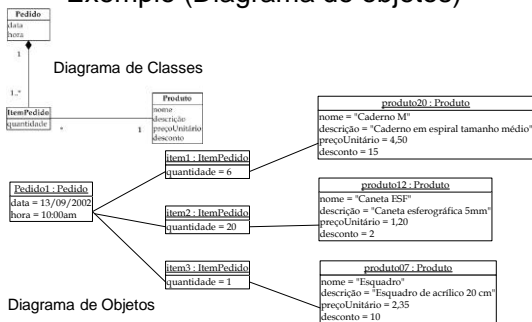 Exemplo (Diagrama de objetos)
Pedido
data
hora
1
1..*
ItemPedido
quantidade
*
1
Diagrama de Classes
Produto
nome
descrição
preçoUnitário
desconto
Pedido1 : Pedido
data = 13/09/2002
hora = 10:00am
item1 : ItemPedido
quantidade = 6
item2 : ItemPedido
quantidade = 20
item3 : ItemPedido
quantidade = 1
produto20 : Produto
nome = "Caderno M"
descrição = "Caderno em espiral tamanho médio"
preçoUnitário = 4,50
desconto = 15
produto12 : Produto
nome = "Caneta ESF"
descrição = "Caneta esferográfica 5mm"
preçoUnitário = 1,20
desconto = 2
produto07 : Produto
nome = "Esquadro"
descrição = "Esquadro de acrílico 20 cm"
preçoUnitário = 2,35
desconto = 10
Diagrama de Objetos